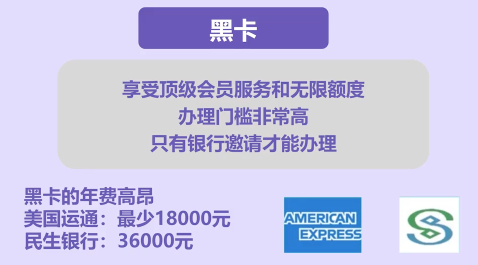 黑卡
享受顶级会员服务和无限额度
办理门槛非常高
只有银行邀请才能办理
黑卡的年费高昂
美国运通：最少18000元
民生银行：36000元
AMERICAN
EXPRESS